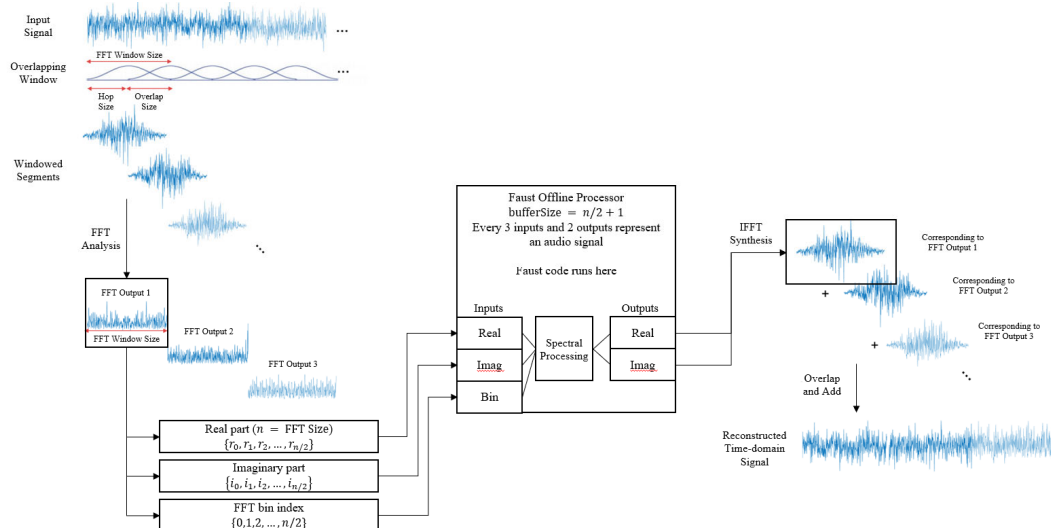 Input
Signal
...
FFT Window Size
Overlapping
Window
...
Hop
Size
Overlap
Size
Windowed
Segments
FFT
Analysis
FFT Output 1
FFT Window Size
FFT Output 2
FFT Output 3
Real part (n = FFT Size)
{r₀, r₁, r₂, ..., rₙ/₂}
Imaginary part
{i₀, i₁, i₂, ..., iₙ/₂}
FFT bin index
{0,1,2, ..., n/2}
Faust Offline Processor
bufferSize = n/2 + 1
Every 3 inputs and 2 outputs represent
an audio signal
Faust code runs here
Inputs
Outputs
Real
Imag
Bin
Spectral
Processing
Real
Imag
IFFT
Synthesis
Corresponding to
FFT Output 1
+
Corresponding to
FFT Output 2
+
Corresponding to
FFT Output 3
Overlap
and Add
Reconstructed
Time-domain
Signal